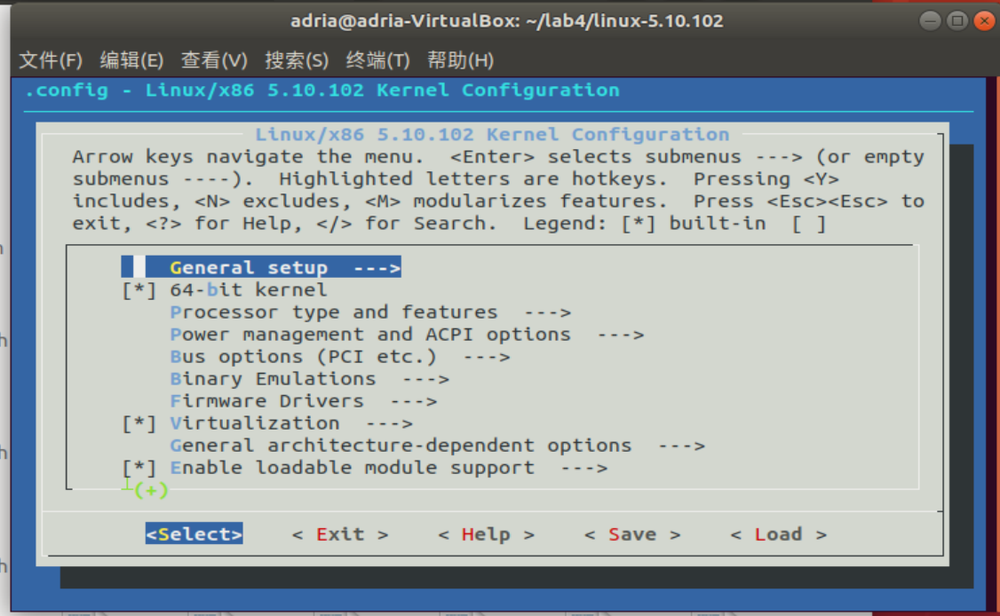 adria@adria-VirtualBox: ~/lab4/linux-5.10.102
文件(F) 编辑(E) 查看(V) 搜索(S) 终端(T) 帮助(H)
.config - Linux/x86 5.10.102 Kernel Configuration
Linux/x86 5.10.102 Kernel Configuration
Arrow keys navigate the menu.  <Enter> selects submenus ---> (or empty
submenus ----).  Highlighted letters are hotkeys.  Pressing <Y>
includes, <N> excludes, <M> modularizes features.  Press <Esc><Esc> to
exit, <?> for Help, </> for Search.  Legend: [*] built-in  [ ]
General setup  --->
[*] 64-bit kernel
Processor type and features  --->
Power management and ACPI options  --->
Bus options (PCI etc.)  --->
Binary Emulations  --->
Firmware Drivers  --->
[*] Virtualization  --->
General architecture-dependent options  --->
[*] Enable loadable module support  --->
┴(+)
<Select>    < Exit >    < Help >    < Save >    < Load >